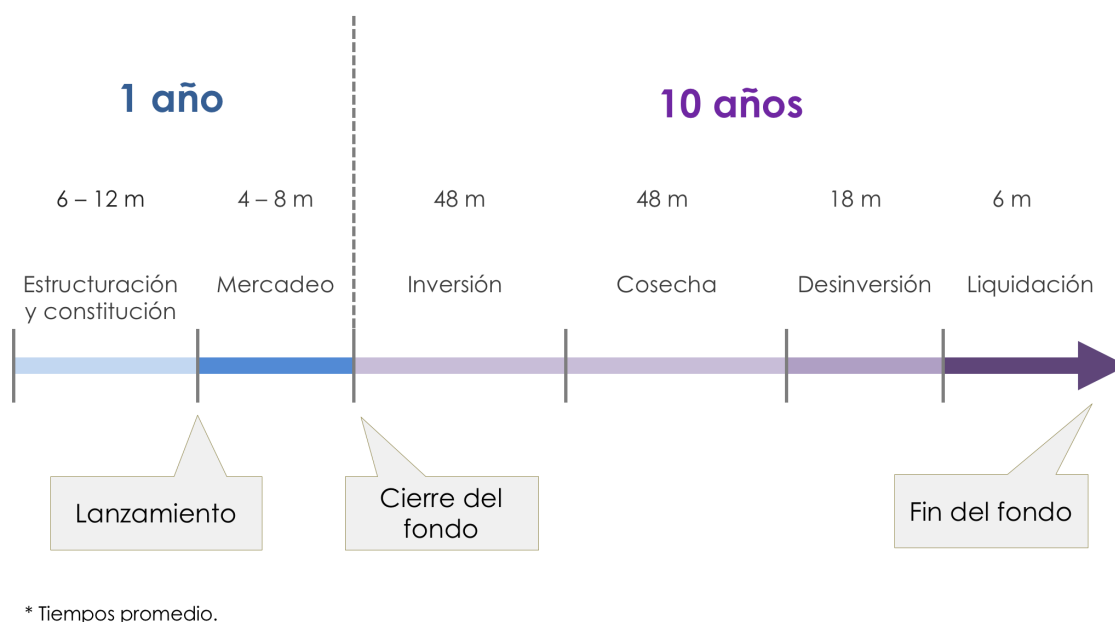 1 año
10 años
6 – 12 m
4 – 8 m
48 m
48 m
18 m
6 m
Estructuración
y constitución
Mercadeo
Inversión
Cosecha
Desinversión
Liquidación
Lanzamiento
Cierre del
fondo
Fin del fondo
* Tiempos promedio.